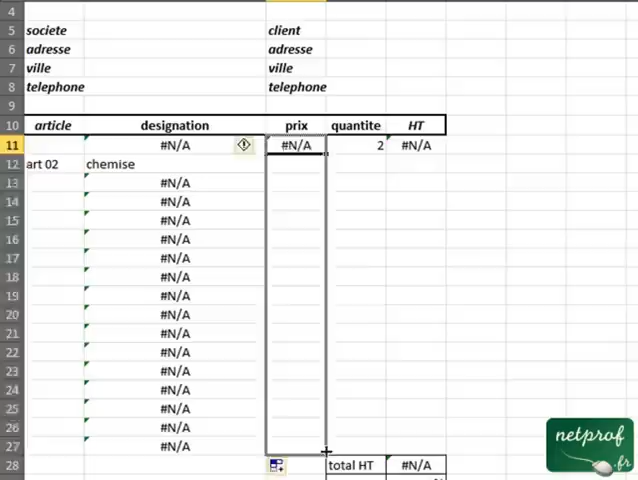 4
5 societe client
6 adresse adresse
7 ville ville
8 telephone telephone
9
10 article designation prix quantite HT
11 #N/A #N/A 2 #N/A
12 art 02 chemise
13 #N/A
14 #N/A
15 #N/A
16 #N/A
17 #N/A
18 #N/A
19 #N/A
20 #N/A
21 #N/A
22 #N/A
23 #N/A
24 #N/A
25 #N/A
26 #N/A
27 #N/A
28 total HT #N/A
netprof
.fr